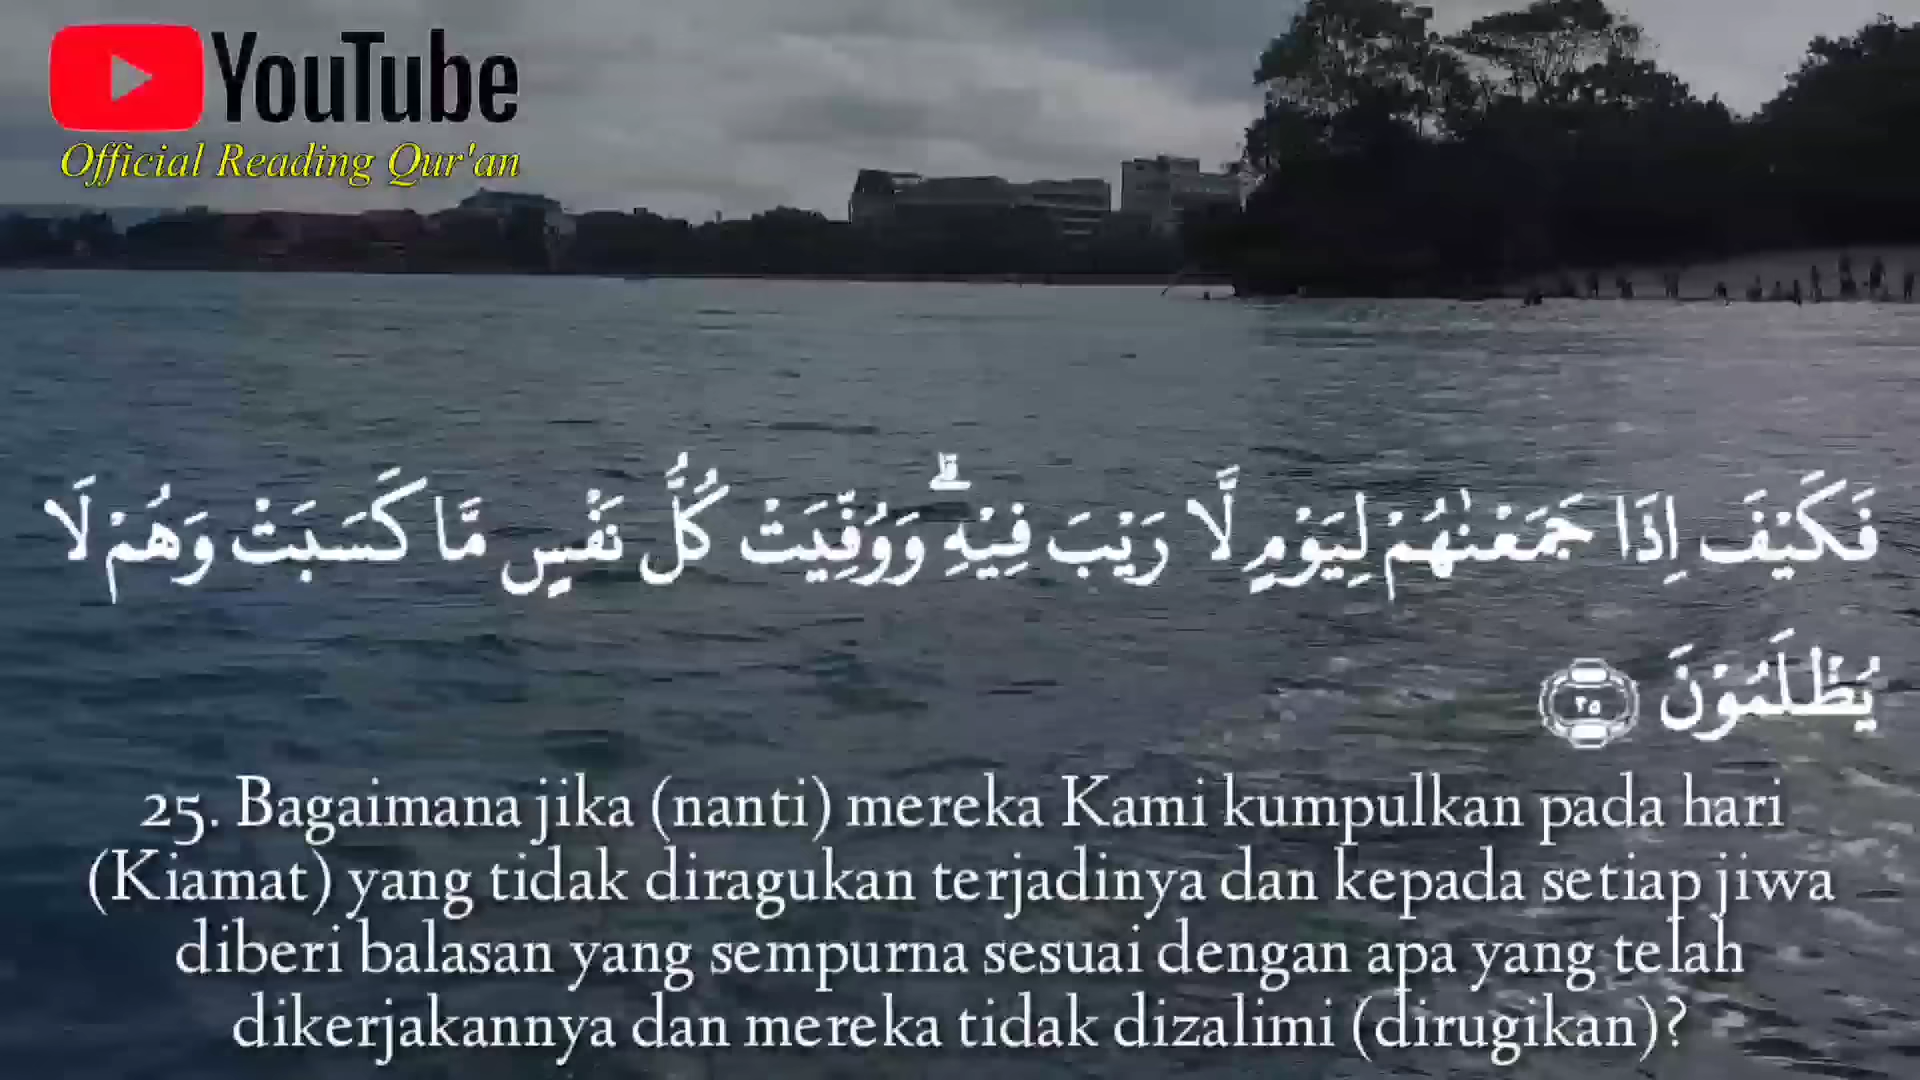 YouTube
Official Reading Qur'an
فَكَيْفَ اِذَا جَمَعْنٰهُمْ لِيَوْمٍ لَّا رَيْبَ فِيْهِۗ وَوُفِّيَتْ كُلُّ نَفْسٍ مَّا كَسَبَتْ وَهُمْ لَا
يُظْلَمُوْنَ ٢٥
25. Bagaimana jika (nanti) mereka Kami kumpulkan pada hari
(Kiamat) yang tidak diragukan terjadinya dan kepada setiap jiwa
diberi balasan yang sempurna sesuai dengan apa yang telah
dikerjakannya dan mereka tidak dizalimi (dirugikan)?